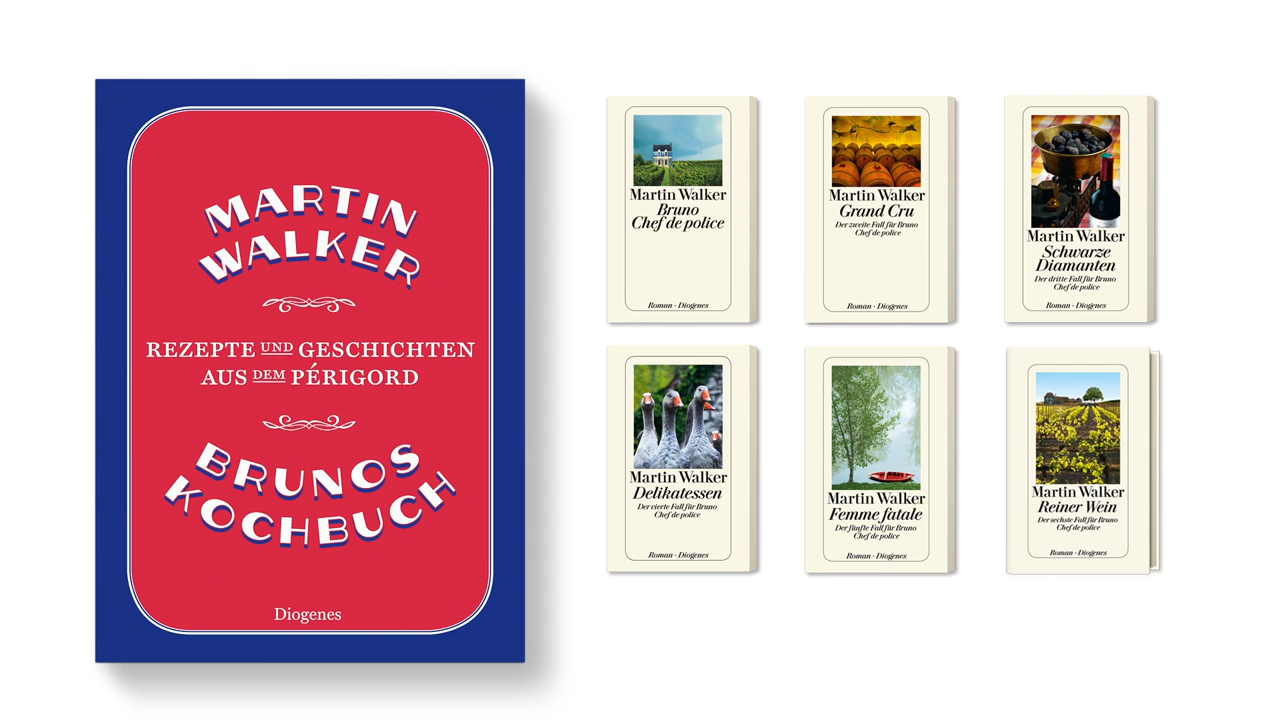 MARTIN
WALKER
REZEPTE UND GESCHICHTEN
AUS DEM PÉRIGORD
BRUNOS
KOCHBUCH
Diogenes
Martin Walker
Bruno
Chef de police
Roman · Diogenes
Martin Walker
Grand Cru
Der zweite Fall für Bruno
Chef de police
Roman · Diogenes
Martin Walker
Schwarze
Diamanten
Der dritte Fall für Bruno
Chef de police
Roman · Diogenes
Martin Walker
Delikatessen
Der vierte Fall für Bruno
Chef de police
Roman · Diogenes
Martin Walker
Femme fatale
Der fünfte Fall für Bruno
Chef de police
Roman · Diogenes
Martin Walker
Reiner Wein
Der sechste Fall für Bruno
Chef de police
Roman · Diogenes